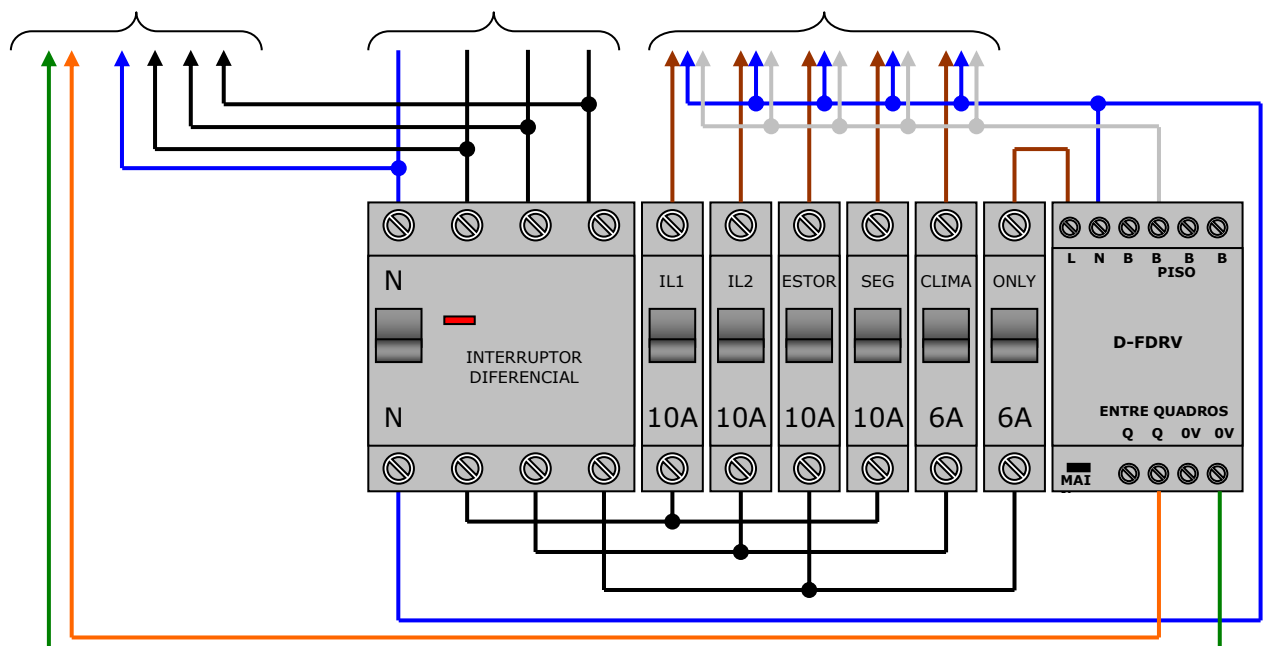 L N B B B B
PISO
N
IL1 IL2 ESTOR SEG CLIMA ONLY
D-FDRV
INTERRUPTOR
DIFERENCIAL
N
10A 10A 10A 10A 6A 6A
ENTRE QUADROS
Q Q 0V 0V
MAI